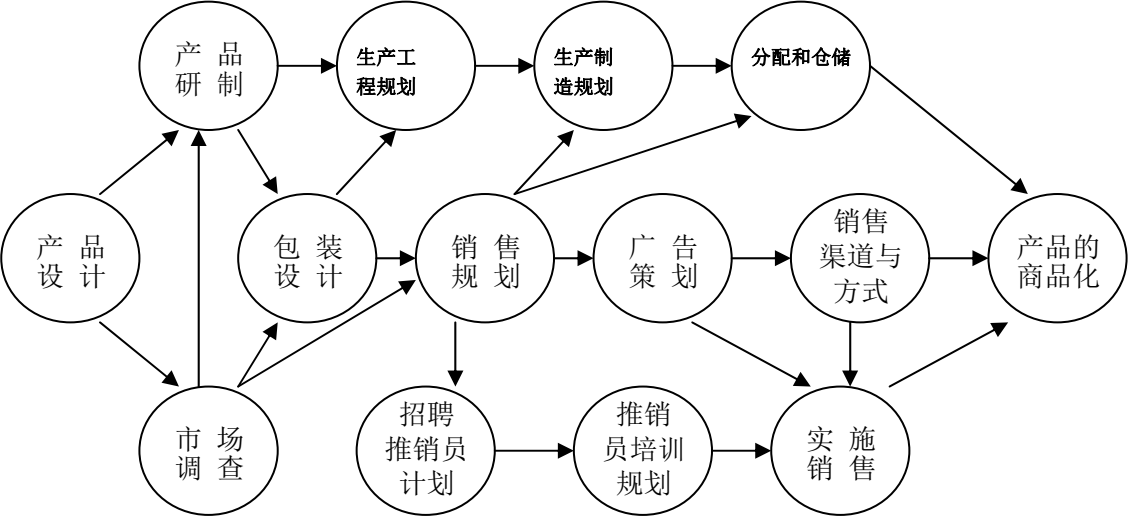 产 品
研 制
生产工
程规划
生产制
造规划
分配和仓储
产 品
设 计
包 装
设 计
销 售
规 划
广 告
策 划
销售
渠道与
方式
产品的
商品化
市 场
调 查
招聘
推销员
计划
推销
员培训
规划
实 施
销 售